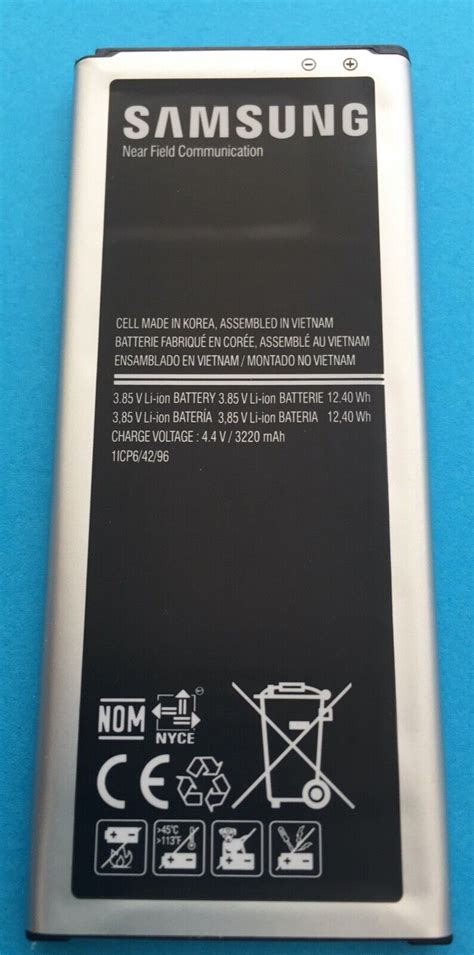 SAMSUNG
Near Field Communication
CELL MADE IN KOREA, ASSEMBLED IN VIETNAM
BATTERIE FABRIQUÉ EN CORÉE, ASSEMBLÉ AU VIETNAM
ENSAMBLADO EN VIETNAM / MONTADO NO VIETNAM
3.85 V Li-ion BATTERY 3.85 V Li-ion BATTERIE 12.40 Wh
3,85 V Li-ion BATERÍA 3,85 V Li-ion BATERIA 12,40 Wh
CHARGE VOLTAGE : 4.4 V / 3220 mAh
1ICP6/42/96
NOM
NYCE
CE
>45°C
>113°F